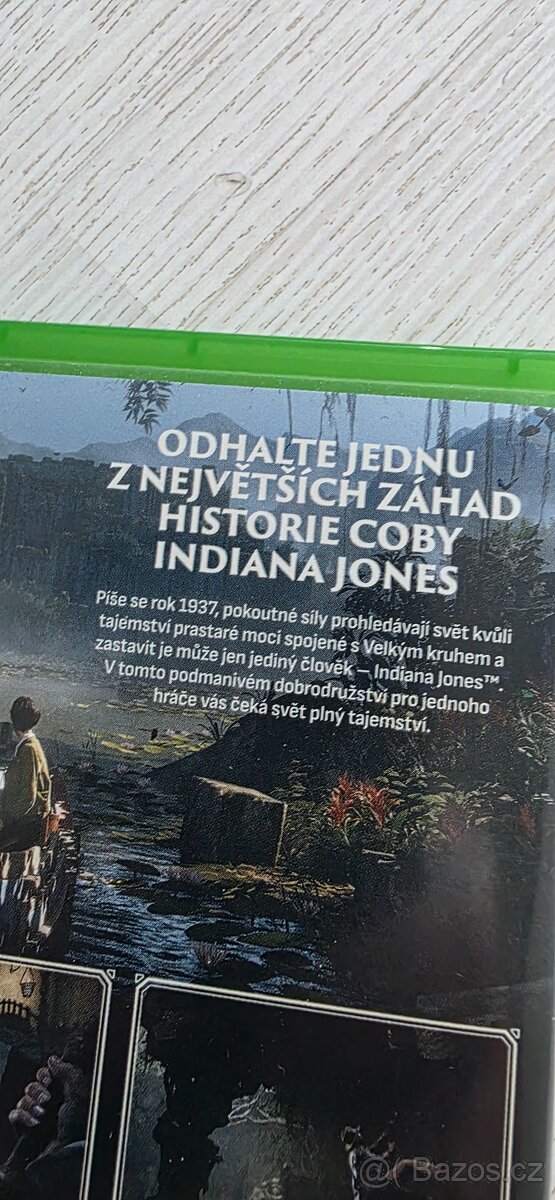 ODHALTE JEDNU
Z NEJVĚTŠÍCH ZÁHAD
HISTORIE COBY
INDIANA JONES
Píše se rok 1937, pokoutné síly prohledávají svět kvůli
tajemství prastaré moci spojené s Velkým kruhem a
zastavit je může jen jediný člověk – Indiana Jones™.
V tomto podmanivém dobrodružství pro jednoho
hráče vás čeká svět plný tajemství.
@ Bazos.cz